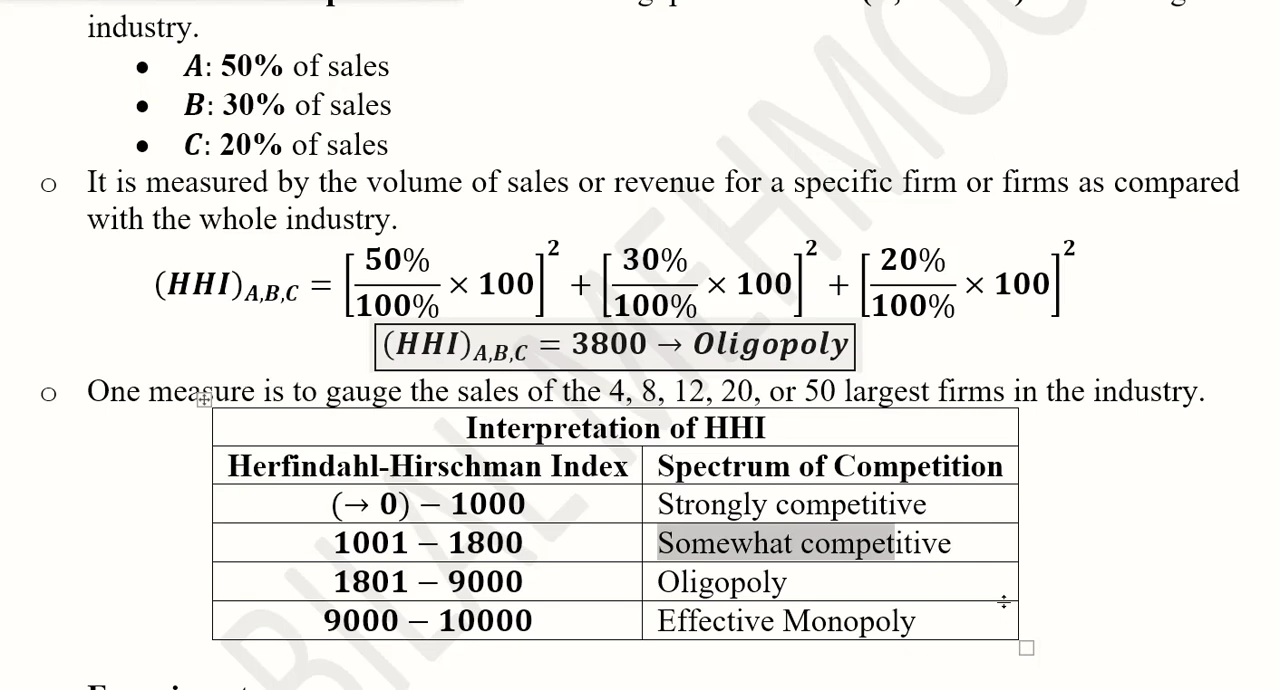 industry.
• A: 50% of sales
• B: 30% of sales
• C: 20% of sales
○ It is measured by the volume of sales or revenue for a specific firm or firms as compared
with the whole industry.
(HHI)A,B,C = [50%/100% × 100]² + [30%/100% × 100]² + [20%/100% × 100]²
(HHI)A,B,C = 3800 → Oligopoly
○ One measure is to gauge the sales of the 4, 8, 12, 20, or 50 largest firms in the industry.
Interpretation of HHI
Herfindahl-Hirschman Index Spectrum of Competition
(→ 0) – 1000 Strongly competitive
1001 – 1800 Somewhat competitive
1801 – 9000 Oligopoly
9000 – 10000 Effective Monopoly